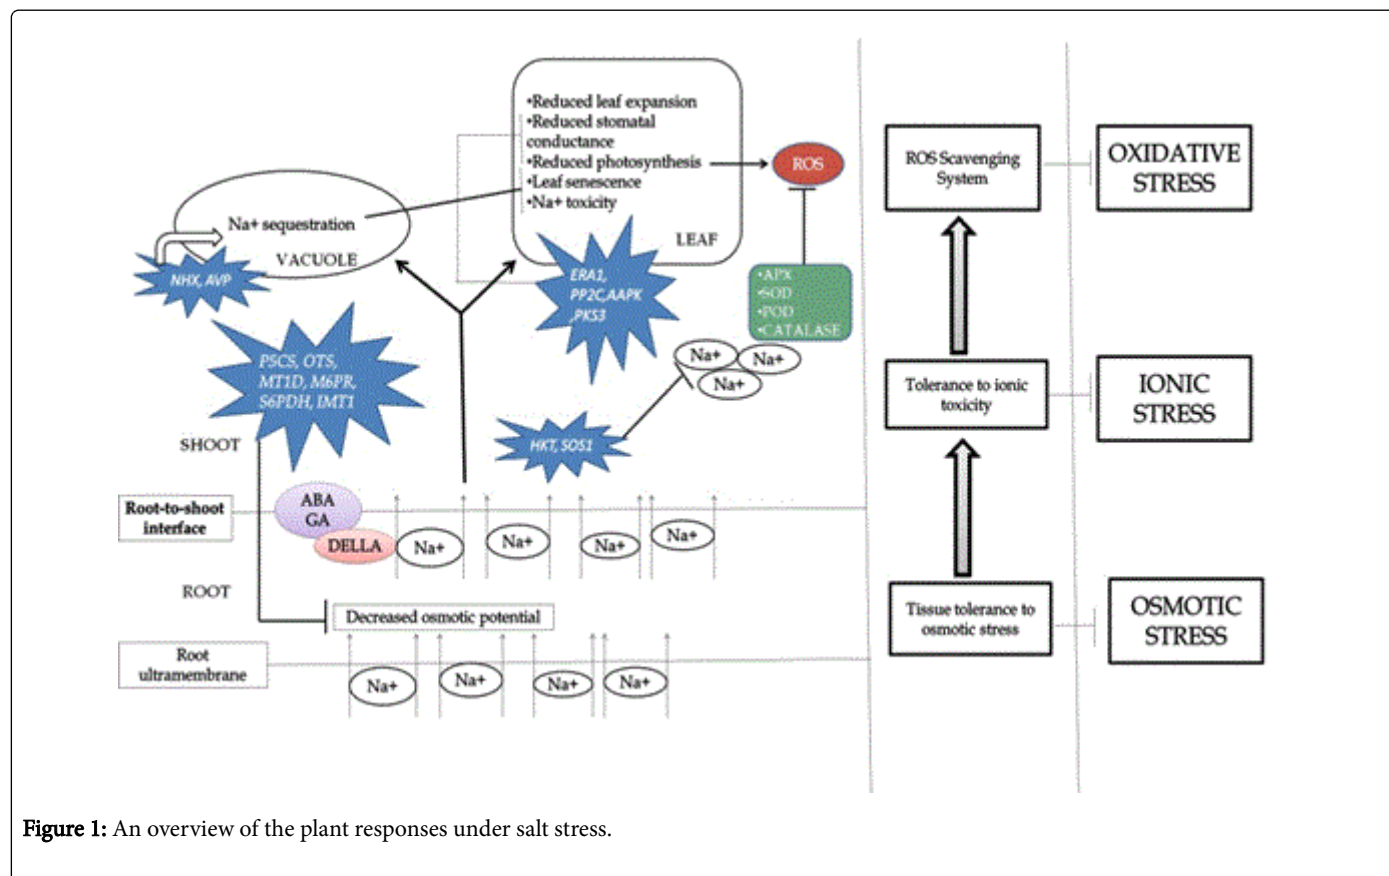 •Reduced leaf expansion
•Reduced stomatal
conductance
•Reduced photosynthesis
•Leaf senescence
•Na+ toxicity
LEAF
ROS
Na+ sequestration
VACUOLE
NHX, AVP
ERA1,
PP2C,AAPK
,PKS3
•APX
•SOD
•POD
•CATALASE
Na+
Na+
Na+
P5CS, OTS,
MT1D, M6PR,
S6PDH, IMT1
HKT, SOS1
SHOOT
Root-to-shoot
interface
ABA
GA
DELLA
Na+
Na+
Na+
Na+
ROOT
Decreased osmotic potential
Root
ultramembrane
Na+
Na+
Na+
Na+
ROS Scavenging
System
OXIDATIVE
STRESS
Tolerance to ionic
toxicity
IONIC
STRESS
Tissue tolerance to
osmotic stress
OSMOTIC
STRESS
Figure 1: An overview of the plant responses under salt stress.